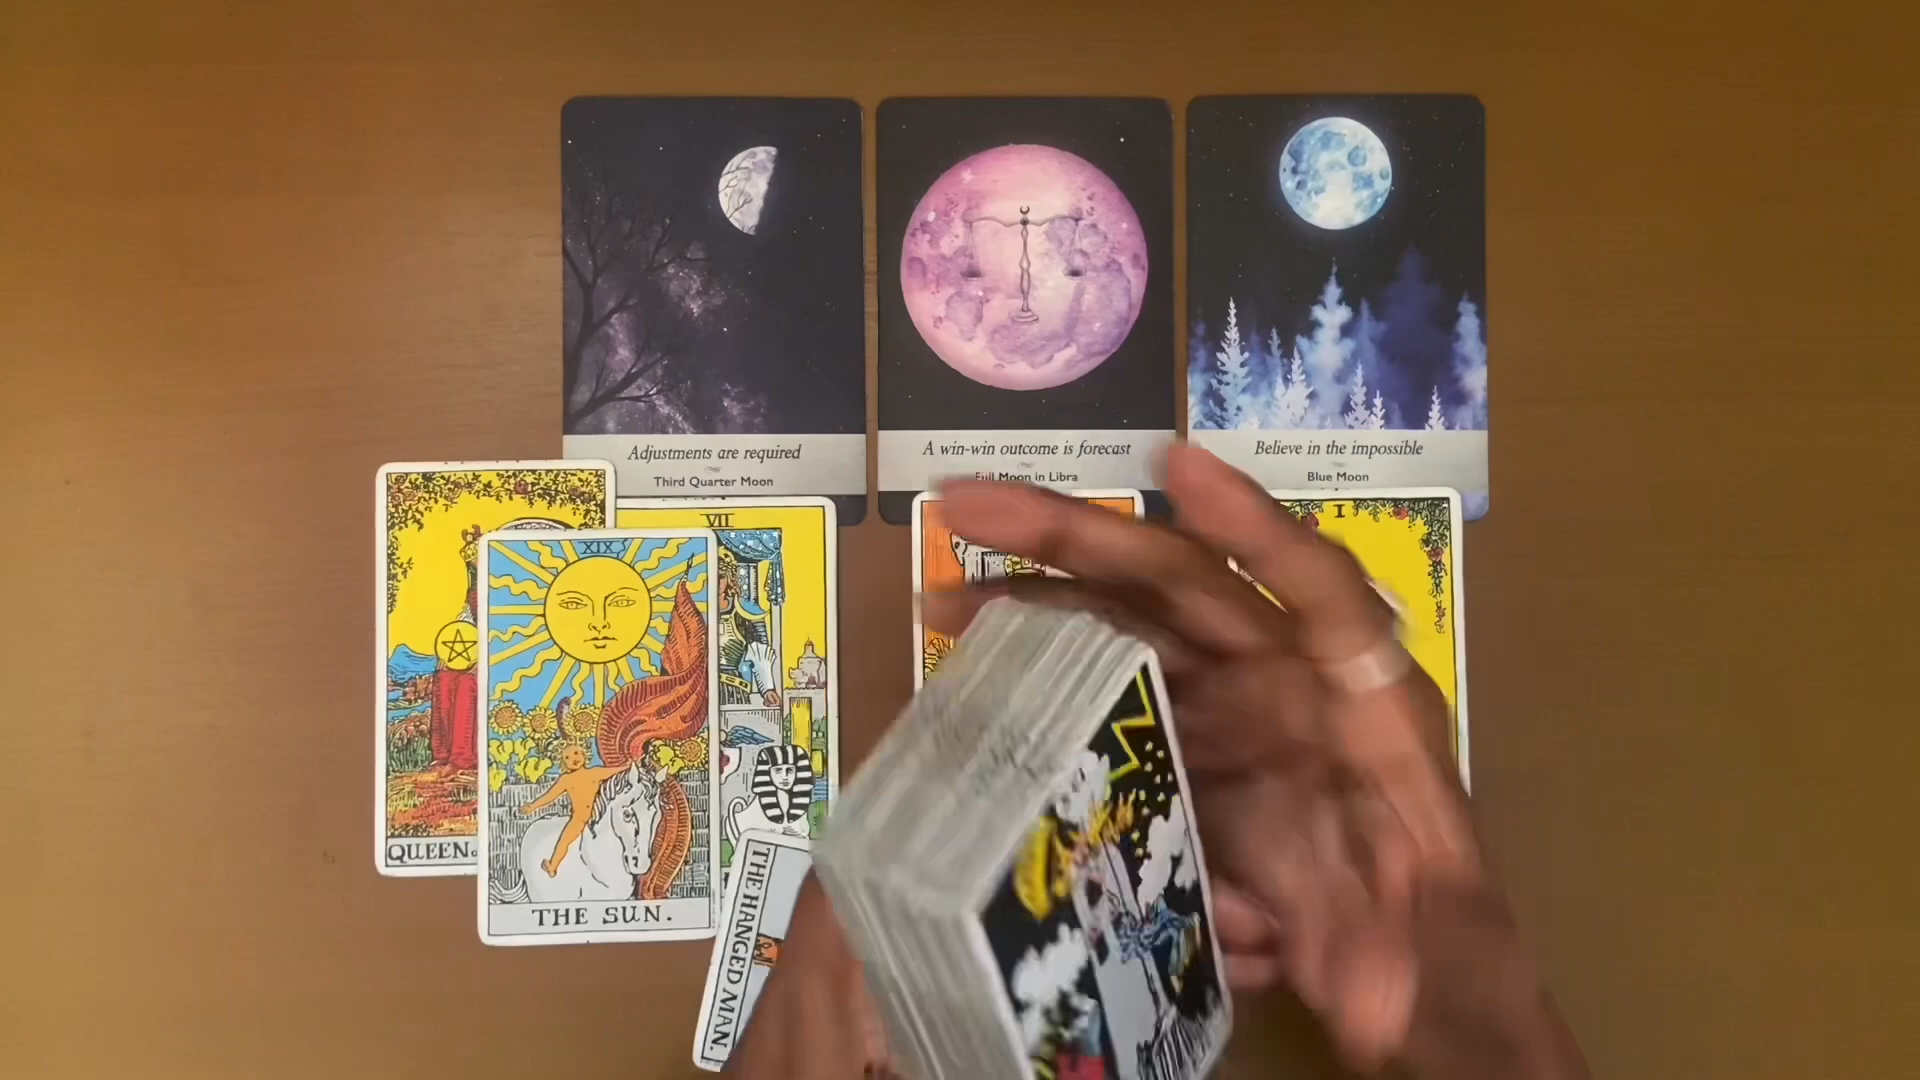 Adjustments are required
Third Quarter Moon
A win-win outcome is forecast
Full Moon in Libra
Believe in the impossible
Blue Moon
QUEEN
VII
XIX
THE SUN.
THE HANGED MAN.
I